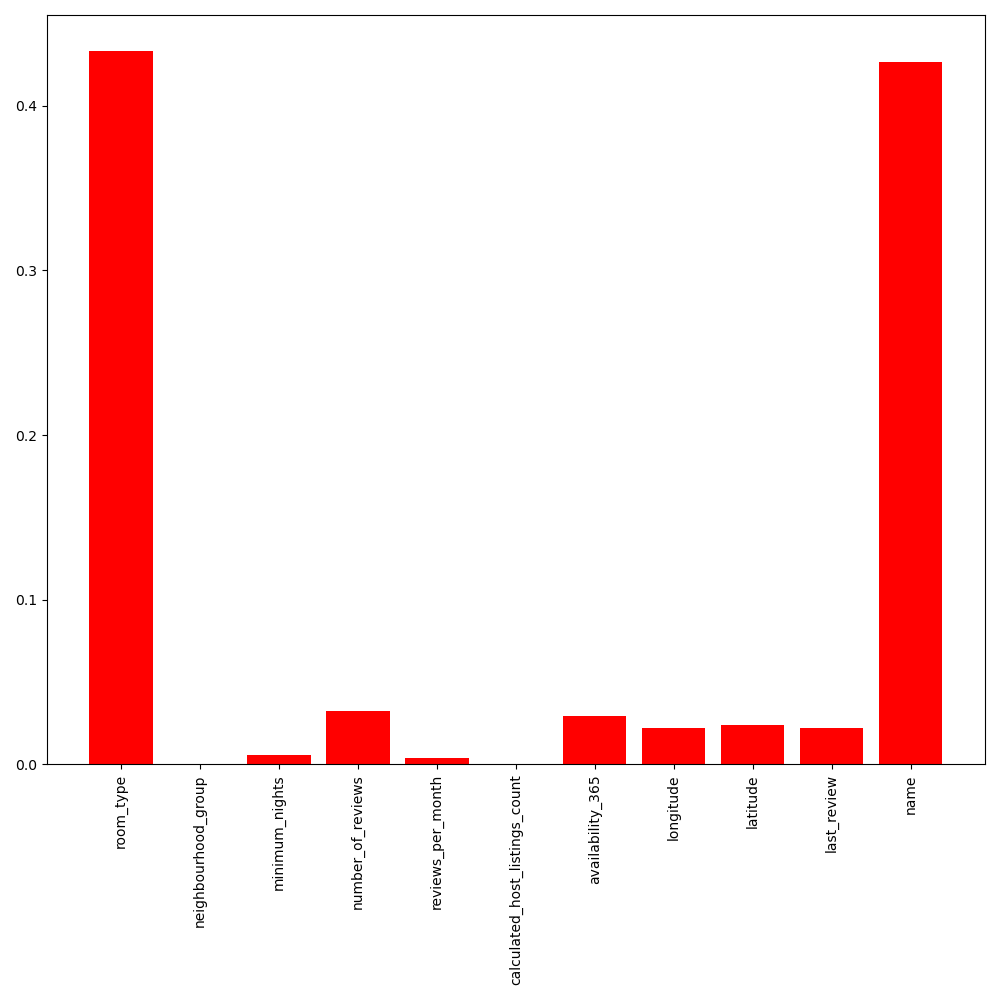 0.4
0.3
0.2
0.1
0.0
room_type
neighbourhood_group
minimum_nights
number_of_reviews
reviews_per_month
calculated_host_listings_count
availability_365
longitude
latitude
last_review
name